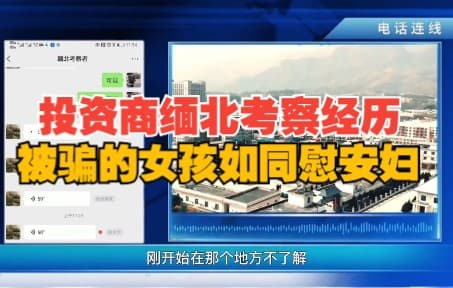 电话连线
缅北考察者
可以
投资商缅北考察经历
被骗的女孩如同慰安妇
59"
刚开始在那个地方不了解